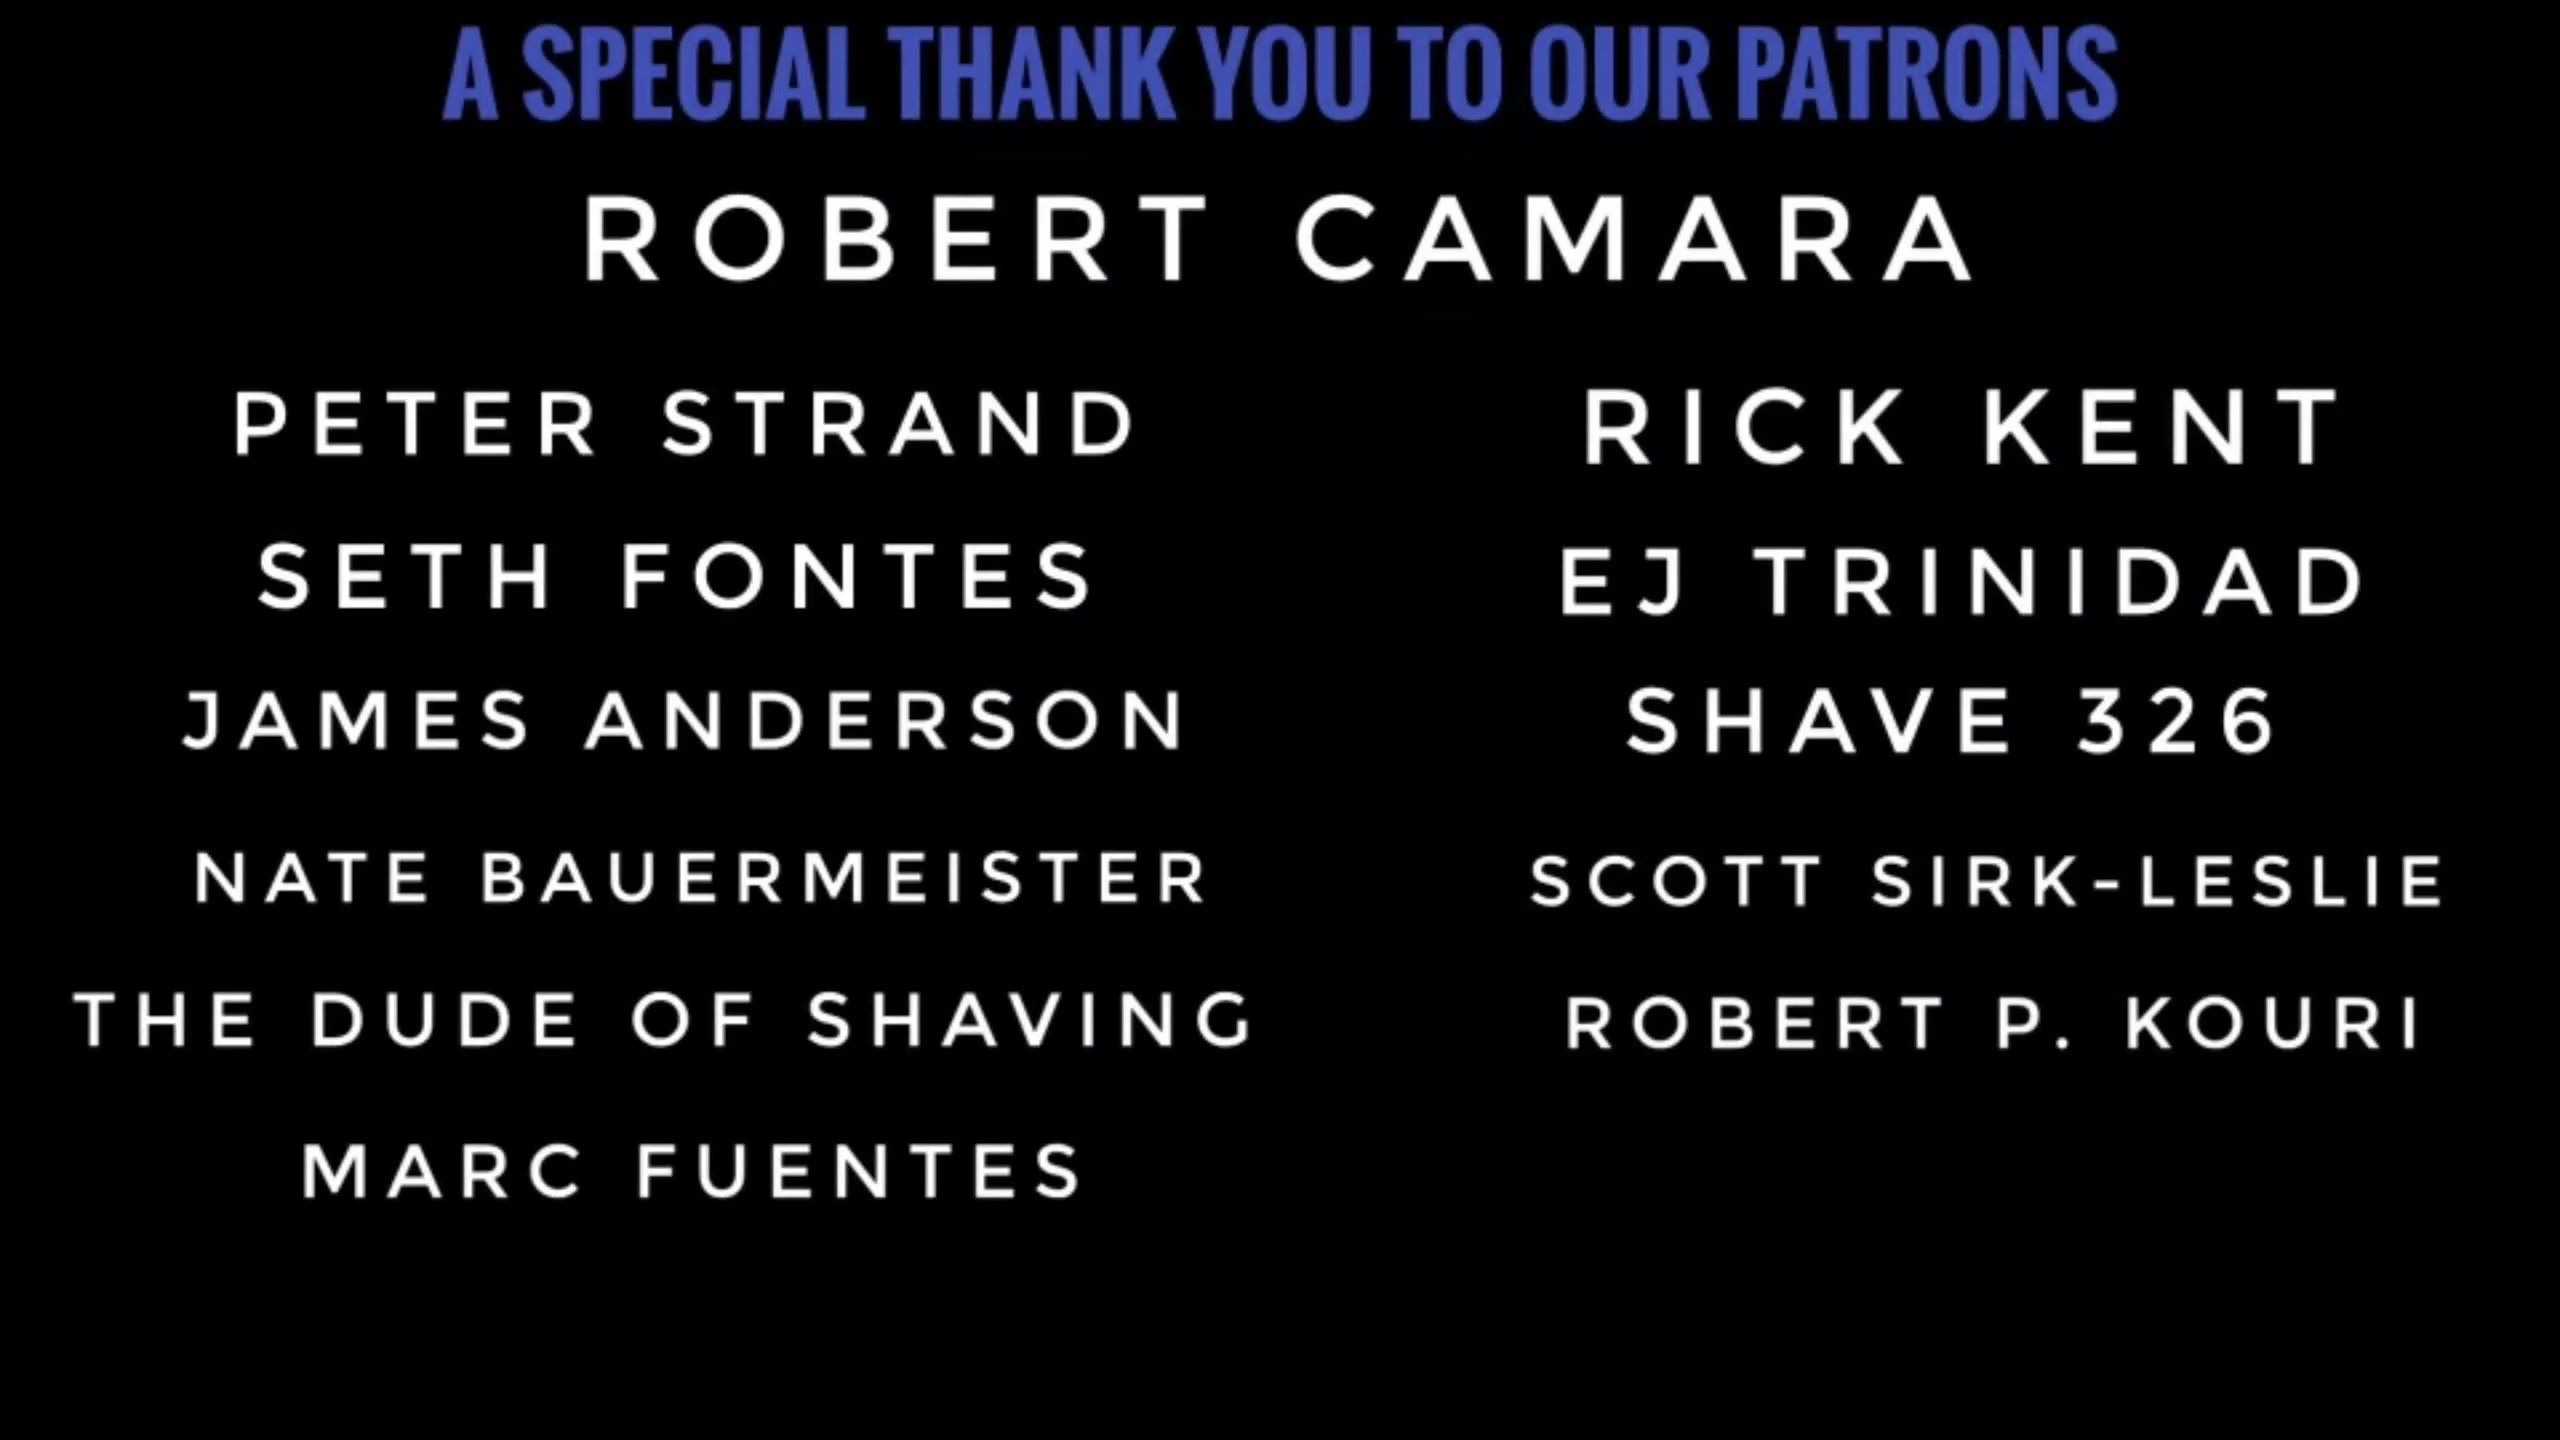 A SPECIAL THANK YOU TO OUR PATRONS
ROBERT CAMARA
PETER STRAND
SETH FONTES
JAMES ANDERSON
NATE BAUERMEISTER
THE DUDE OF SHAVING
MARC FUENTES
RICK KENT
EJ TRINIDAD
SHAVE 326
SCOTT SIRK-LESLIE
ROBERT P. KOURI